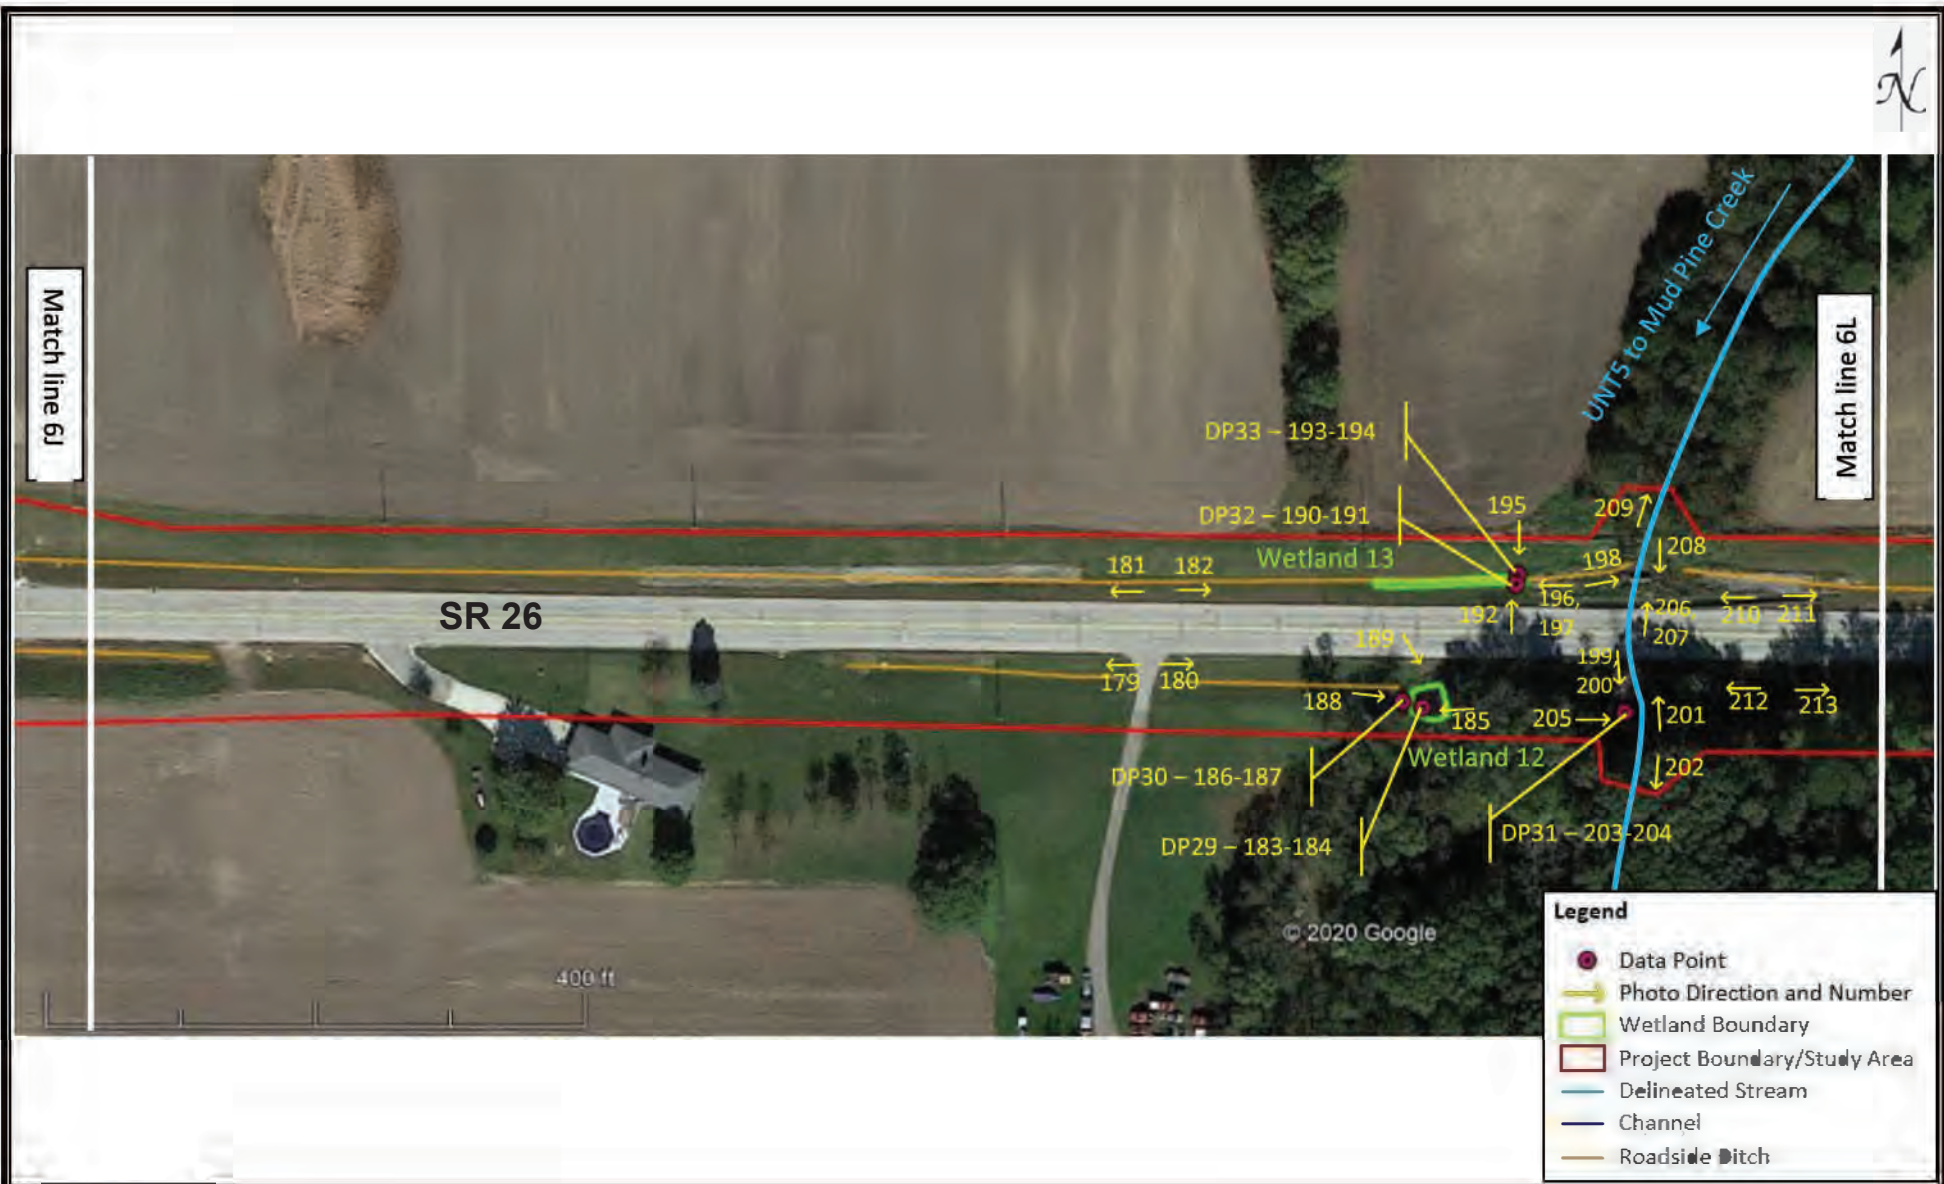 N
UNT5 to Mud Pine Creek
Match line 6J
Match line 6L
DP33 – 193-194
DP32 – 190-191
195
209
208
Wetland 13
198
181
182
196,
197
192
206,
207
210
211
SR 26
189
199,
200
179
180
188
185
205
201
212
213
Wetland 12
202
DP30 – 186-187
DP29 – 183-184
DP31 – 203-204
© 2020 Google
400 ft
Legend
Data Point
Photo Direction and Number
Wetland Boundary
Project Boundary/Study Area
Delineated Stream
Channel
Roadside Ditch